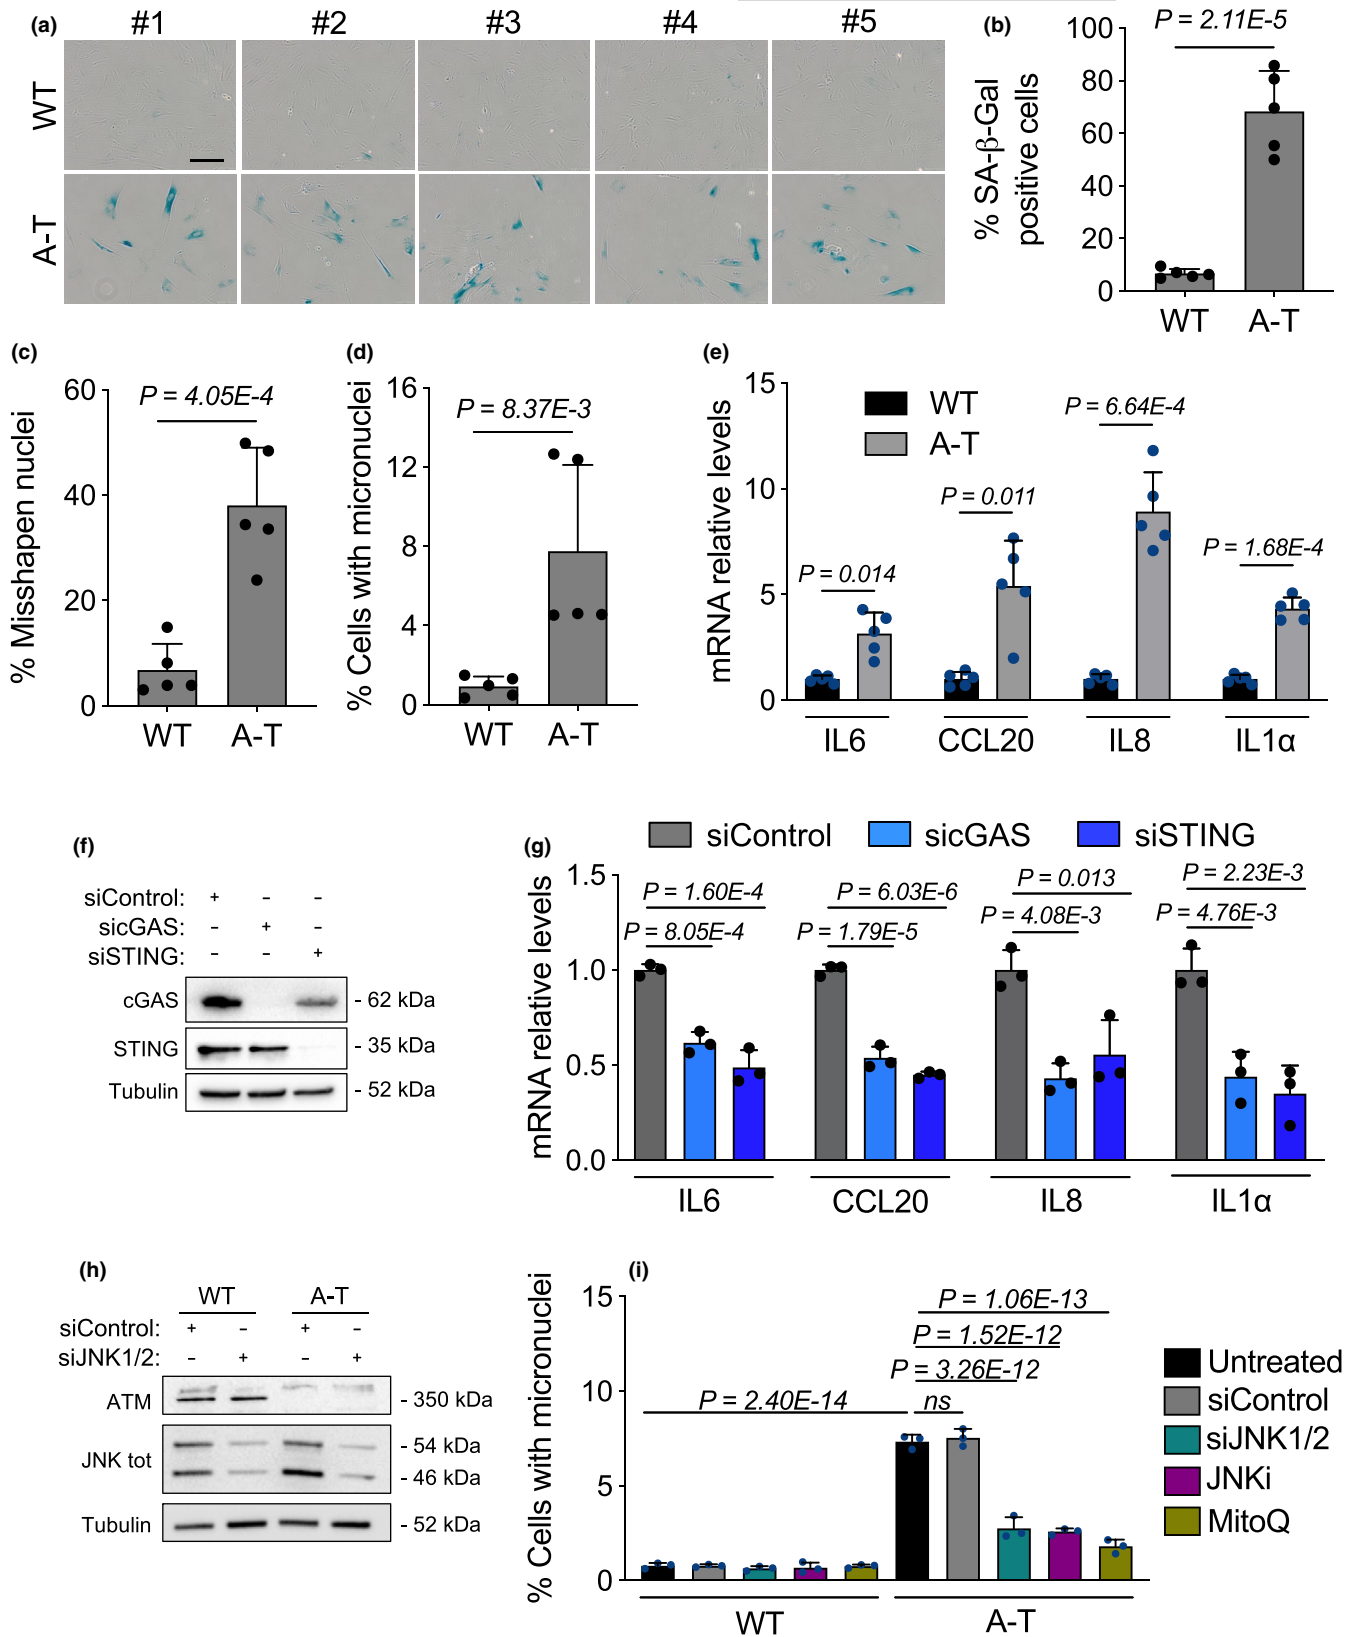 (a) #1 #2 #3 #4 #5
WT
A-T
(b)
P = 2.11E-5
% SA-β-Gal
positive cells
100
80
60
40
20
0
WT A-T
(c)
% Misshapen nuclei
P = 4.05E-4
60
40
20
0
WT A-T
(d)
% Cells with micronuclei
P = 8.37E-3
16
12
8
4
0
WT A-T
(e)
mRNA relative levels
15
10
5
0
WT
A-T
P = 0.014
P = 0.011
P = 6.64E-4
P = 1.68E-4
IL6 CCL20 IL8 IL1α
(f)
siControl: + - -
sicGAS: - + -
siSTING: - - +
cGAS - 62 kDa
STING - 35 kDa
Tubulin - 52 kDa
(g)
siControl sicGAS siSTING
mRNA relative levels
1.5
1.0
0.5
0.0
P = 1.60E-4
P = 8.05E-4
P = 6.03E-6
P = 1.79E-5
P = 0.013
P = 4.08E-3
P = 2.23E-3
P = 4.76E-3
IL6 CCL20 IL8 IL1α
(h)
WT A-T
siControl: + - + -
siJNK1/2: - + - +
ATM - 350 kDa
JNK tot - 54 kDa
- 46 kDa
Tubulin - 52 kDa
(i)
% Cells with micronuclei
15
10
5
0
P = 1.06E-13
P = 1.52E-12
P = 3.26E-12
P = 2.40E-14
ns
WT A-T
Untreated
siControl
siJNK1/2
JNKi
MitoQ